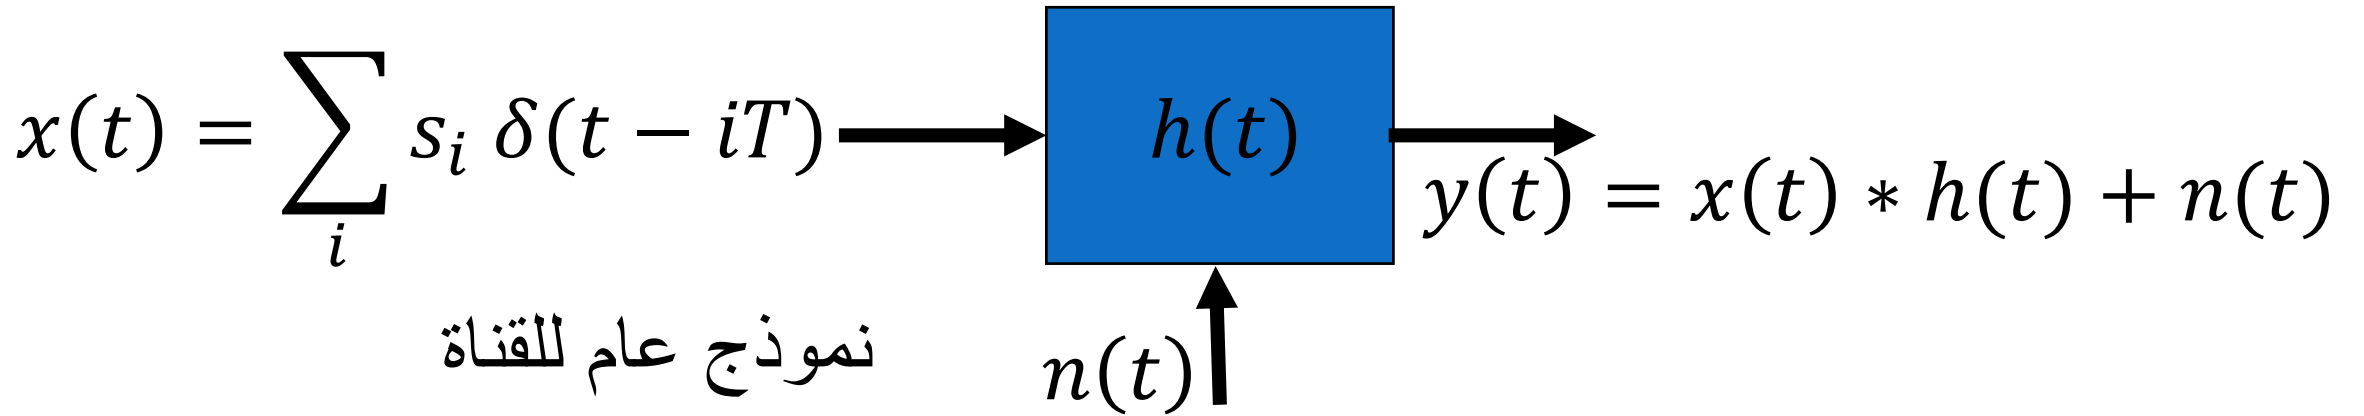 x(t) = ∑_i s_i δ(t − iT)
h(t)
y(t) = x(t) * h(t) + n(t)
نموذج عام للقناة
n(t)